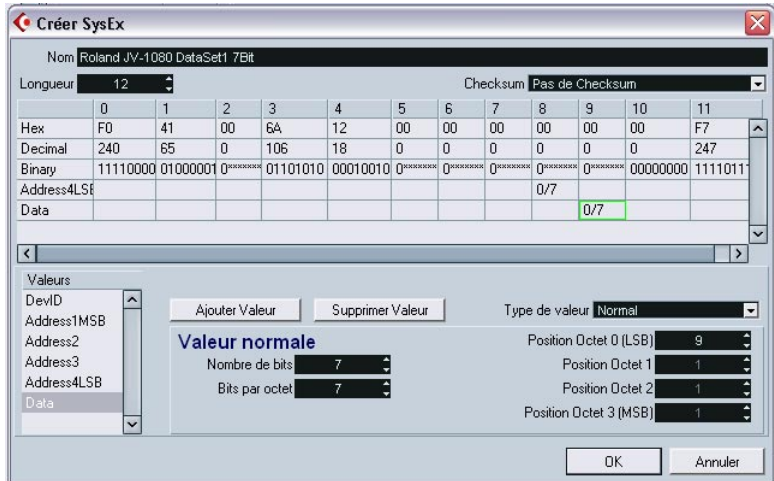 Créer SysEx
Nom Roland JV-1080 DataSet1 7Bit
Longueur 12 Checksum Pas de Checksum
0 1 2 3 4 5 6 7 8 9 10 11
Hex F0 41 00 6A 12 00 00 00 00 00 00 F7
Decimal 240 65 0 106 18 0 0 0 0 0 0 247
Binary 11110000 01000001 0******* 01101010 00010010 0******* 0******* 0******* 0******* 0******* 00000000 1111011
Address4LSB 0/7
Data 0/7
Valeurs
DevID
Address1MSB
Address2
Address3
Address4LSB
Data
Ajouter Valeur Supprimer Valeur Type de valeur Normal
Valeur normale
Nombre de bits 7
Bits par octet 7
Position Octet 0 (LSB) 9
Position Octet 1 1
Position Octet 2 1
Position Octet 3 (MSB) 1
OK Annuler